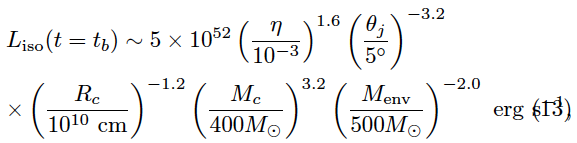 L_iso(t = t_b) ∼ 5 × 10^52 (η / 10^−3)^1.6 (θ_j / 5°)^−3.2
× (R_c / 10^10 cm)^−1.2 (M_c / 400M_⊙)^3.2 (M_env / 500M_⊙)^−2.0 erg s^−1, (13)